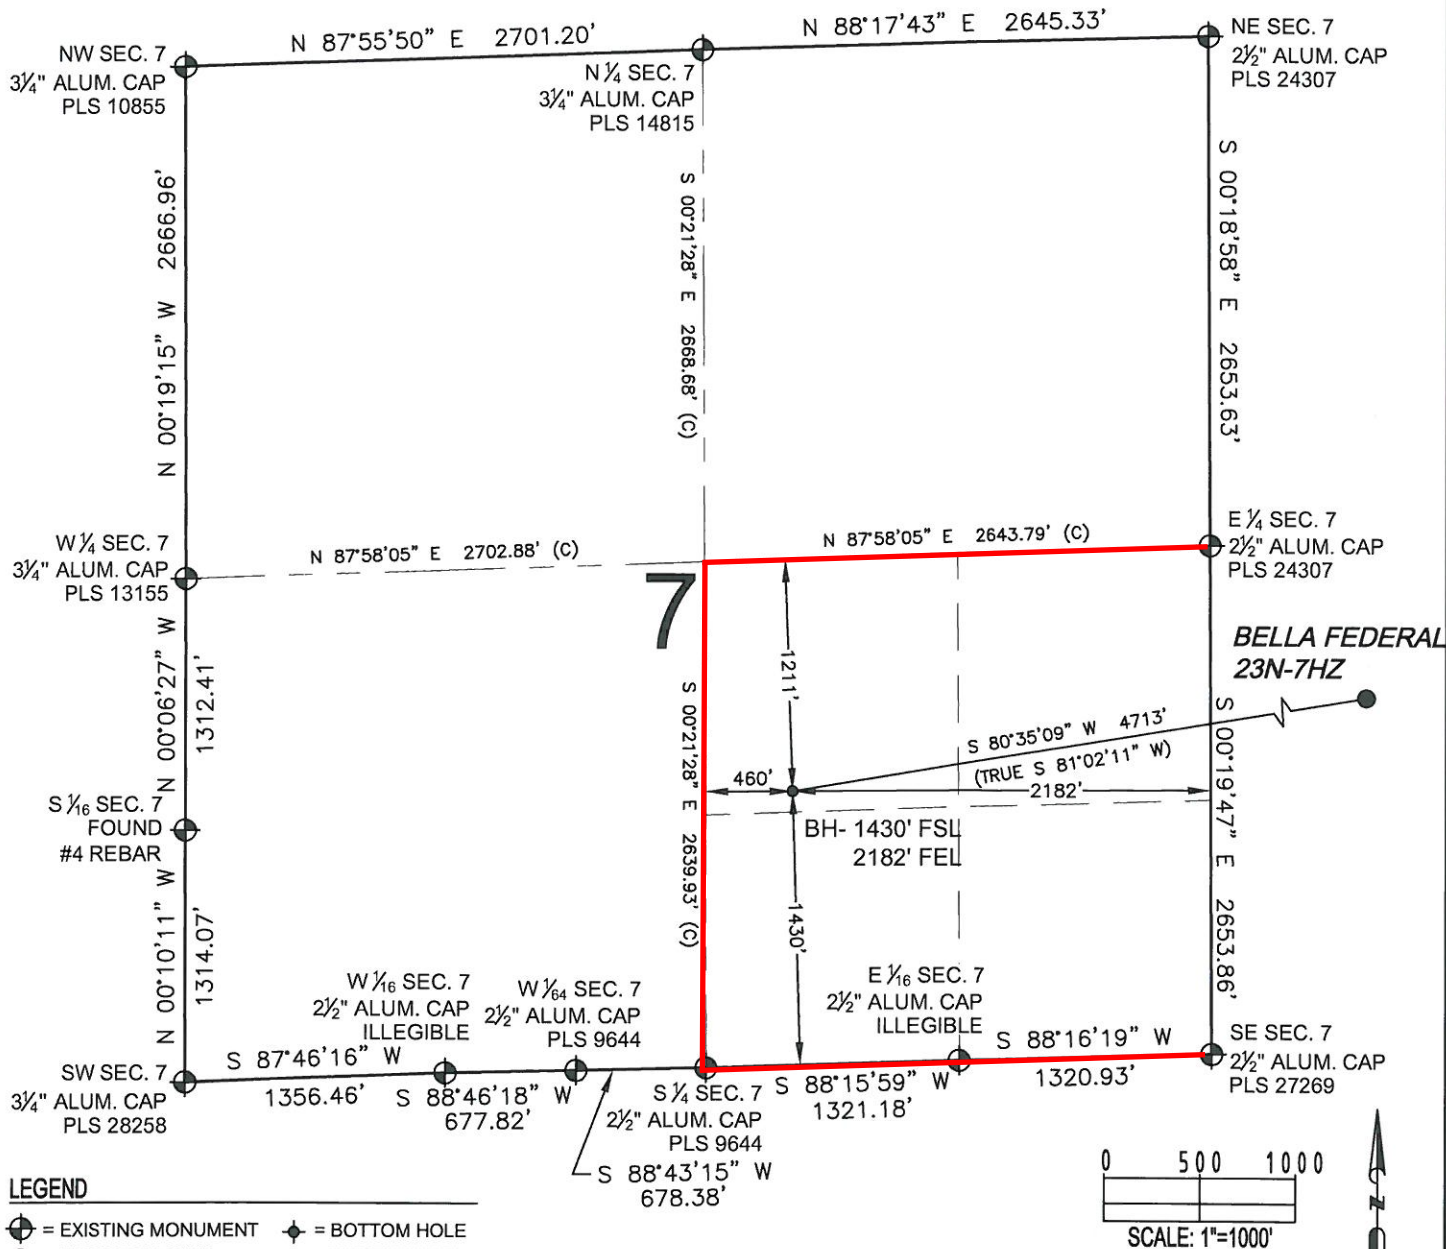 N 87°55'50" E 2701.20'
N 88°17'43" E 2645.33'
NW SEC. 7
3¼" ALUM. CAP
PLS 10855
N ¼ SEC. 7
3¼" ALUM. CAP
PLS 14815
NE SEC. 7
2½" ALUM. CAP
PLS 24307
N 00°19'15" W 2666.96'
S 00°21'28" E 2668.68' (C)
S 00°18'58" E 2653.63'
W ¼ SEC. 7
3¼" ALUM. CAP
PLS 13155
N 87°58'05" E 2702.88' (C)
N 87°58'05" E 2643.79' (C)
E ¼ SEC. 7
2½" ALUM. CAP
PLS 24307
7
BELLA FEDERAL
23N-7HZ
N 00°06'27" W
1312.41'
S 00°21'28" E 2639.93' (C)
1211'
S 80°35'09" W 4713'
(TRUE S 81°02'11" W)
460'
2182'
S 00°19'47" E 2653.86'
S 1⁄16 SEC. 7
FOUND
#4 REBAR
BH- 1430' FSL
2182' FEL
1430'
N 00°10'11" W
1314.07'
W 1⁄16 SEC. 7
2½" ALUM. CAP
ILLEGIBLE
W 1⁄64 SEC. 7
2½" ALUM. CAP
PLS 9644
E 1⁄16 SEC. 7
2½" ALUM. CAP
ILLEGIBLE
SW SEC. 7
3¼" ALUM. CAP
PLS 28258
S 87°46'16" W
1356.46'
S 88°46'18" W
677.82'
S ¼ SEC. 7
2½" ALUM. CAP
PLS 9644
S 88°43'15" W
678.38'
S 88°15'59" W
1321.18'
S 88°16'19" W
1320.93'
SE SEC. 7
2½" ALUM. CAP
PLS 27269
LEGEND
= EXISTING MONUMENT
= BOTTOM HOLE
0 500 1000
SCALE: 1"=1000'